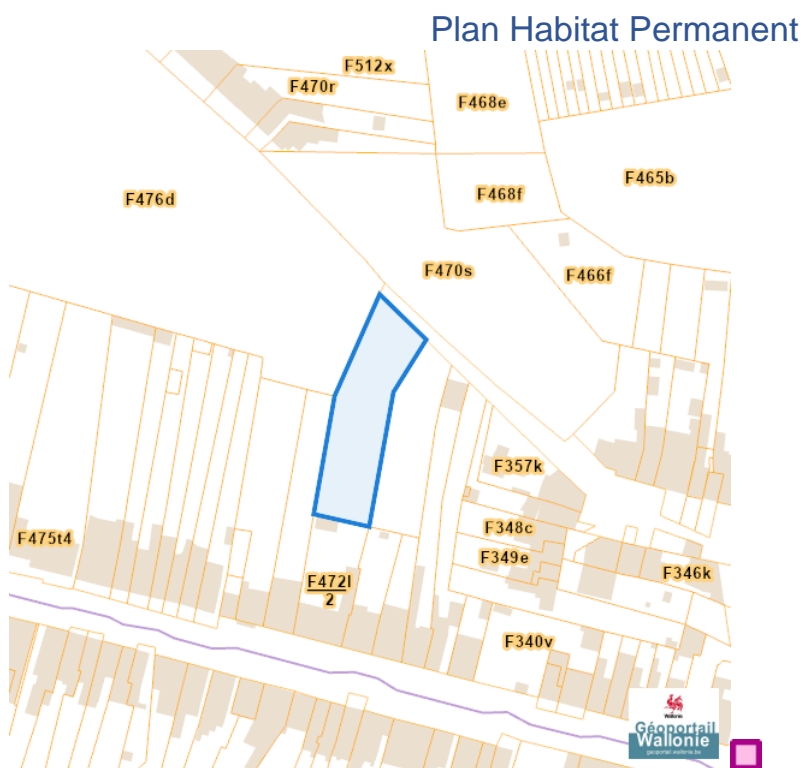 Plan Habitat Permanent
F512x
F470r
F468e
F465b
F476d
F468f
F470s
F466f
F357k
F475t4
F348c
F349e
F346k
F472l
2
F340v
Wallonie
Géoportail
Wallonie
geoportail.wallonie.be